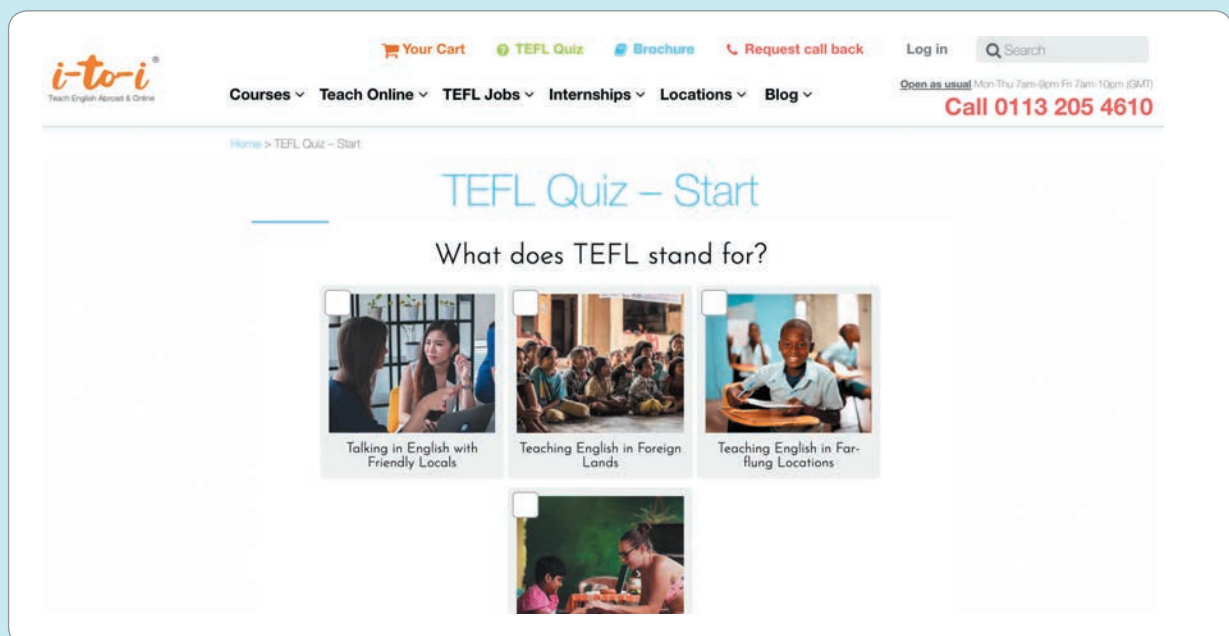 Your Cart TEFL Quiz Brochure Request call back Log in Search
i-to-i®
Teach English Abroad & Online
Courses Teach Online TEFL Jobs Internships Locations Blog
Open as usual Mon-Thu 7am-9pm Fri 7am-10pm (GMT)
Call 0113 205 4610
Home > TEFL Quiz – Start
TEFL Quiz – Start
What does TEFL stand for?
Talking in English with
Friendly Locals
Teaching English in Foreign
Lands
Teaching English in Far-
flung Locations